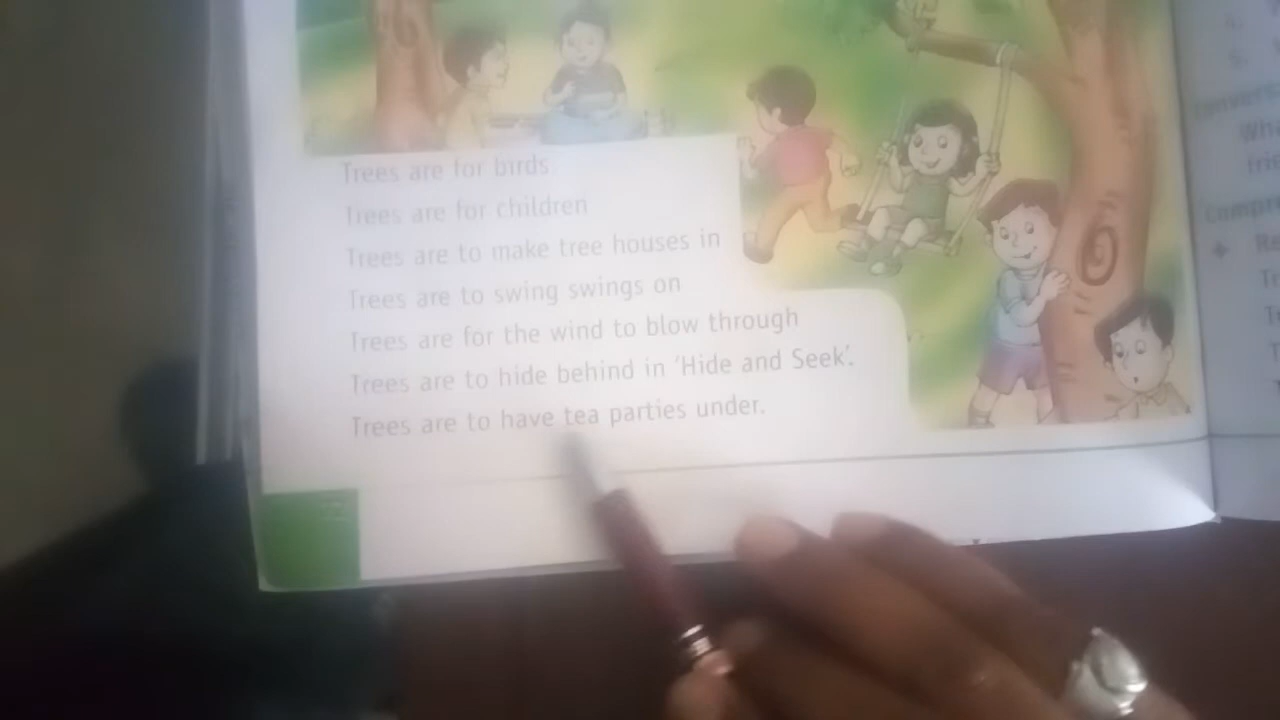 Trees are for birds
Trees are for children
Trees are to make tree houses in
Trees are to swing swings on
Trees are for the wind to blow through
Trees are to hide behind in 'Hide and Seek'.
Trees are to have tea parties under.